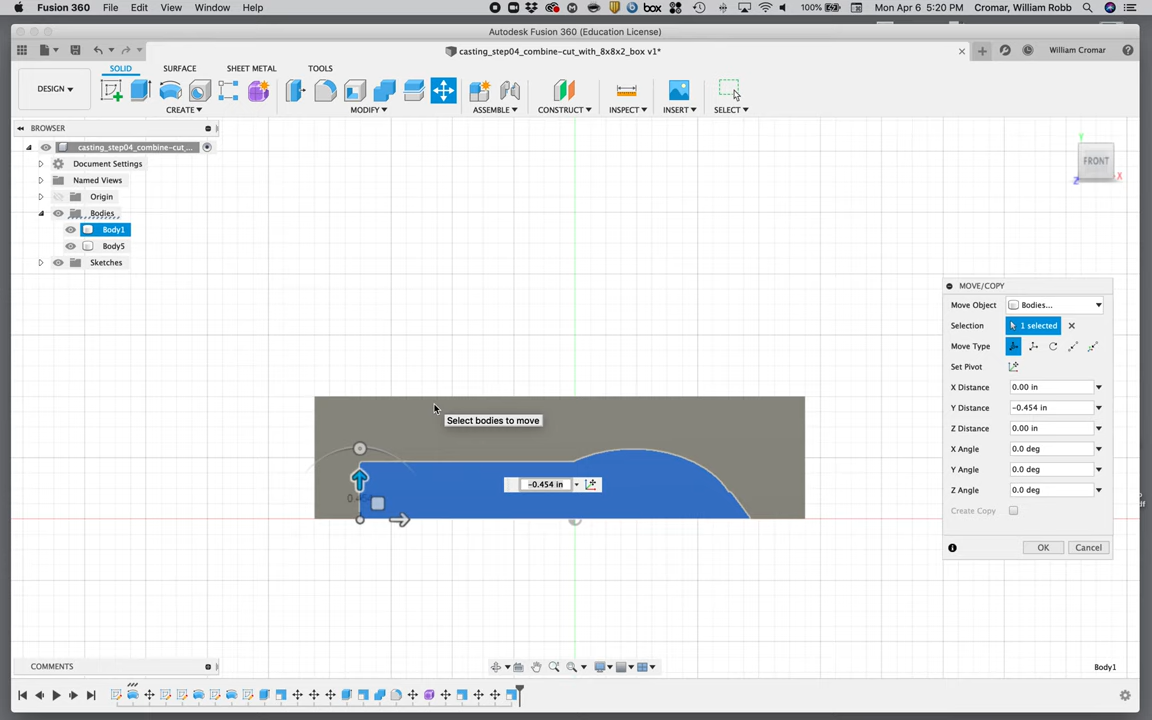 Fusion 360 File Edit View Window Help box 100% Mon Apr 6 5:20 PM Cromar, William Robb
Autodesk Fusion 360 (Education License)
casting_step04_combine-cut_with_8x8x2_box v1* William Cromar
SOLID SURFACE SHEET METAL TOOLS
DESIGN
CREATE MODIFY ASSEMBLE CONSTRUCT INSPECT INSERT SELECT
BROWSER
casting_step04_combine-cut_...
Document Settings
Named Views
Origin
Bodies
Body1
Body5
Sketches
FRONT
Y
X
Z
MOVE/COPY
Move Object Bodies...
Selection 1 selected
Move Type
Set Pivot
X Distance 0.00 in
Y Distance -0.454 in
Z Distance 0.00 in
X Angle 0.0 deg
Y Angle 0.0 deg
Z Angle 0.0 deg
Create Copy
OK Cancel
Select bodies to move
-0.454 in
COMMENTS
Body1